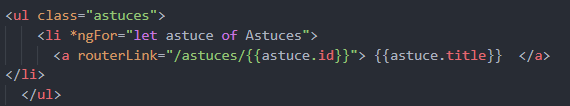 <ul class="astuces">
<li *ngFor="let astuce of Astuces">
<a routerLink="/astuces/{{astuce.id}}"> {{astuce.title}}  </a>
</li>
</ul>